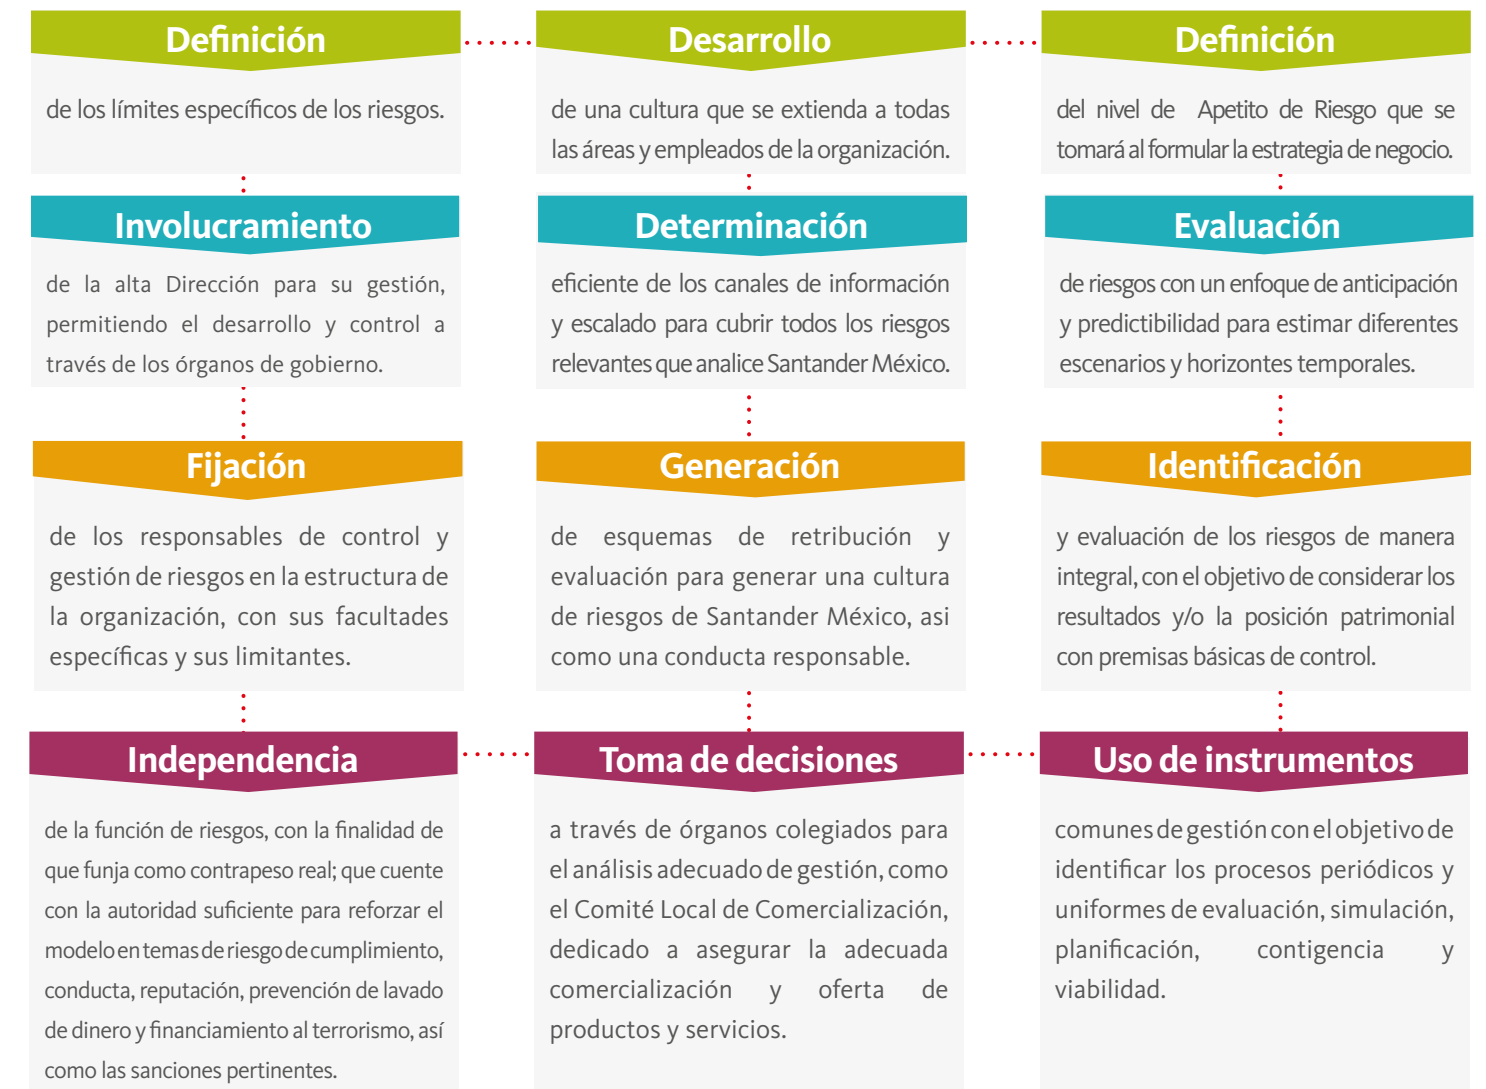 Definición
de los límites específicos de los riesgos.
Desarrollo
de una cultura que se extienda a todas
las áreas y empleados de la organización.
Definición
del nivel de Apetito de Riesgo que se
tomará al formular la estrategia de negocio.
Involucramiento
de la alta Dirección para su gestión,
permitiendo el desarrollo y control a
través de los órganos de gobierno.
Determinación
eficiente de los canales de información
y escalado para cubrir todos los riesgos
relevantes que analice Santander México.
Evaluación
de riesgos con un enfoque de anticipación
y predictibilidad para estimar diferentes
escenarios y horizontes temporales.
Fijación
de los responsables de control y
gestión de riesgos en la estructura de
la organización, con sus facultades
específicas y sus limitantes.
Generación
de esquemas de retribución y
evaluación para generar una cultura
de riesgos de Santander México, asi
como una conducta responsable.
Identificación
y evaluación de los riesgos de manera
integral, con el objetivo de considerar los
resultados y/o la posición patrimonial
con premisas básicas de control.
Independencia
de la función de riesgos, con la finalidad de
que funja como contrapeso real; que cuente
con la autoridad suficiente para reforzar el
modelo en temas de riesgo de cumplimiento,
conducta, reputación, prevención de lavado
de dinero y financiamiento al terrorismo, así
como las sanciones pertinentes.
Toma de decisiones
a través de órganos colegiados para
el análisis adecuado de gestión, como
el Comité Local de Comercialización,
dedicado a asegurar la adecuada
comercialización y oferta de
productos y servicios.
Uso de instrumentos
comunes de gestión con el objetivo de
identificar los procesos periódicos y
uniformes de evaluación, simulación,
planificación, contigencia y
viabilidad.